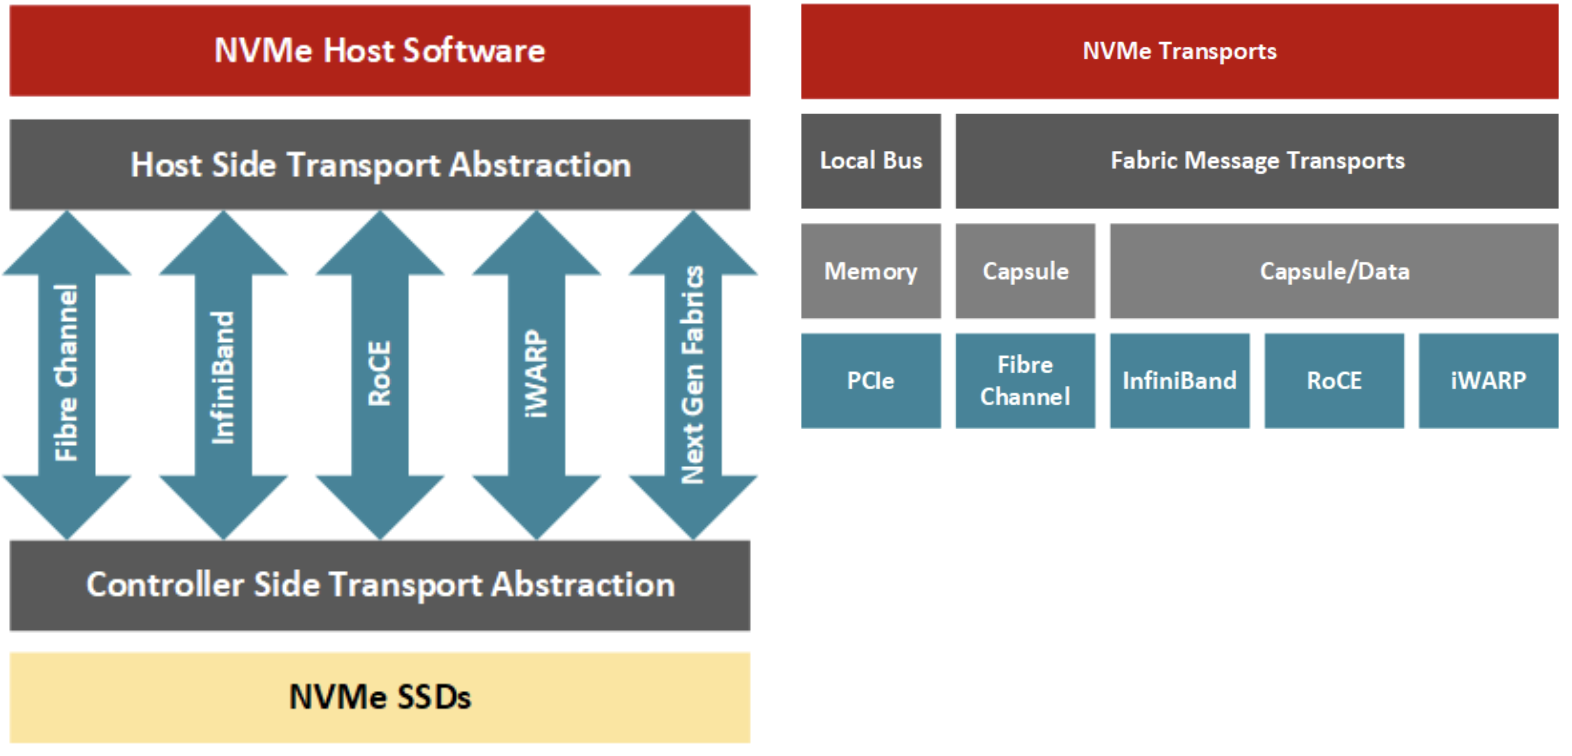 NVMe Host Software
Host Side Transport Abstraction
Fibre Channel
InfiniBand
RoCE
iWARP
Next Gen Fabrics
Controller Side Transport Abstraction
NVMe SSDs
NVMe Transports
Local Bus
Fabric Message Transports
Memory
Capsule
Capsule/Data
PCIe
Fibre
Channel
InfiniBand
RoCE
iWARP